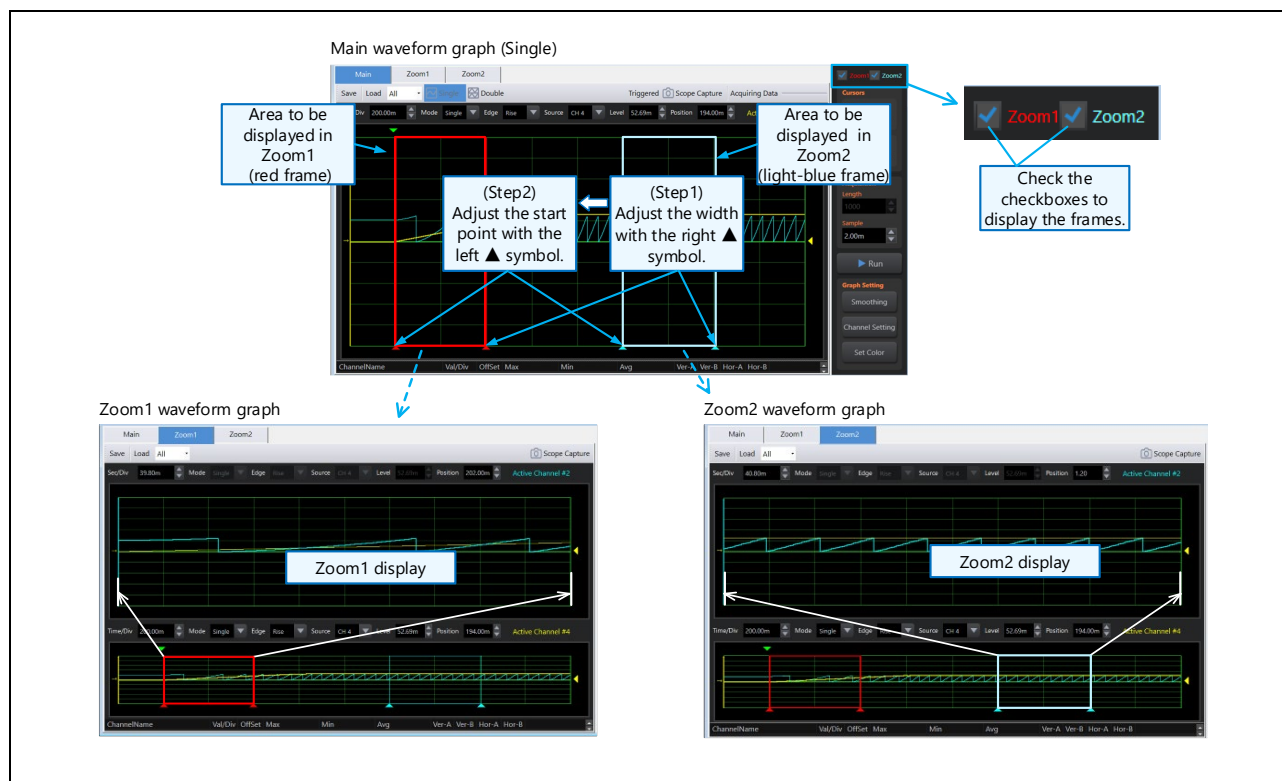 Main waveform graph (Single)
Main Zoom1 Zoom2
Save Load All Single Double Triggered Scope Capture Acquiring Data
Zoom1 Zoom2
Cursors
Div 200.00m Mode Single Edge Rise Source CH 4 Level 52.69m Position 194.00m
Area to be
displayed in
Zoom1
(red frame)
Area to be
displayed in
Zoom2
(light-blue frame)
Zoom1 Zoom2
Check the
checkboxes to
display the frames.
(Step2)
Adjust the start
point with the
left ▲ symbol.
(Step1)
Adjust the width
with the right ▲
symbol.
Length
1000
Sample
2.00m
Run
Graph Setting
Smoothing
Channel Setting
Set Color
ChannelName Val/Div OffSet Max Min Avg Ver-A Ver-B Hor-A Hor-B
Zoom1 waveform graph
Main Zoom1 Zoom2
Save Load All Scope Capture
Sec/Div 39.80m Mode Single Edge Rise Source CH 4 Level 52.69m Position 202.00m Active Channel #2
Zoom1 display
Time/Div 200.00m Mode Single Edge Rise Source CH 4 Level 52.69m Position 194.00m Active Channel #4
ChannelName Val/Div OffSet Max Min Avg Ver-A Ver-B Hor-A Hor-B
Zoom2 waveform graph
Main Zoom1 Zoom2
Save Load All Scope Capture
Sec/Div 40.80m Mode Single Edge Rise Source CH 4 Level 52.69m Position 1.20 Active Channel #2
Zoom2 display
Time/Div 200.00m Mode Single Edge Rise Source CH 4 Level 52.69m Position 194.00m Active Channel #4
ChannelName Val/Div OffSet Max Min Avg Ver-A Ver-B Hor-A Hor-B